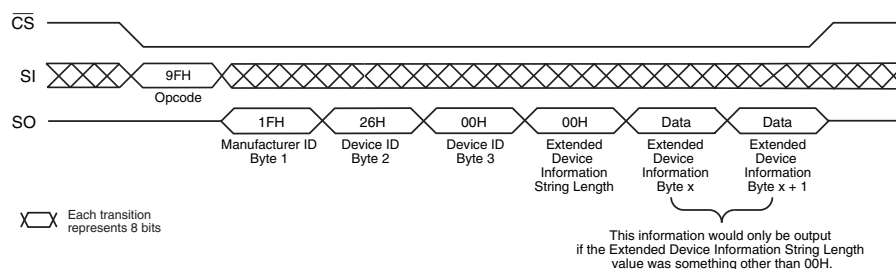 CS
SI
9FH
Opcode
SO
1FH
26H
00H
00H
Data
Data
Manufacturer ID
Byte 1
Device ID
Byte 2
Device ID
Byte 3
Extended
Device
Information
String Length
Extended
Device
Information
Byte x
Extended
Device
Information
Byte x + 1
Each transition
represents 8 bits
This information would only be output
if the Extended Device Information String Length
value was something other than 00H.